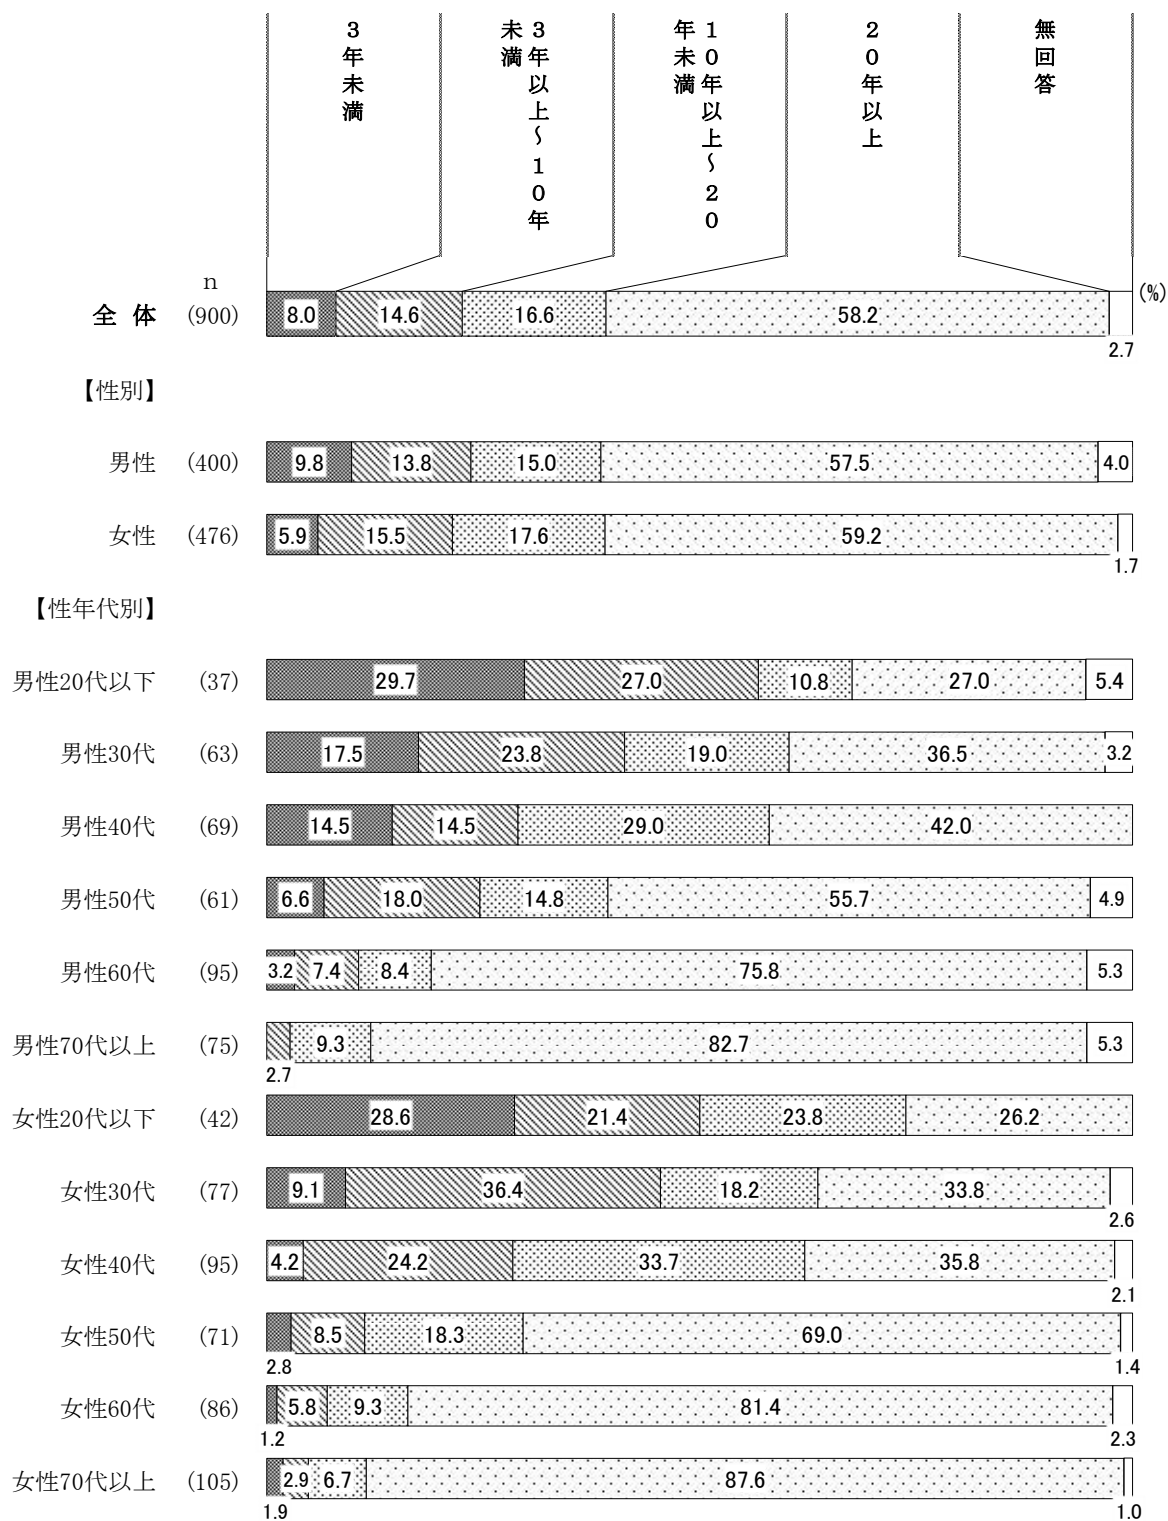 3年未満
3年以上～10年
未満
10年以上～20
年未満
20年以上
無回答
n
(%)
全 体 (900) 8.0 14.6 16.6 58.2 2.7
【性別】
男性 (400) 9.8 13.8 15.0 57.5 4.0
女性 (476) 5.9 15.5 17.6 59.2 1.7
【性年代別】
男性20代以下 (37) 29.7 27.0 10.8 27.0 5.4
男性30代 (63) 17.5 23.8 19.0 36.5 3.2
男性40代 (69) 14.5 14.5 29.0 42.0
男性50代 (61) 6.6 18.0 14.8 55.7 4.9
男性60代 (95) 3.2 7.4 8.4 75.8 5.3
男性70代以上 (75) 2.7 9.3 82.7 5.3
女性20代以下 (42) 28.6 21.4 23.8 26.2
女性30代 (77) 9.1 36.4 18.2 33.8 2.6
女性40代 (95) 4.2 24.2 33.7 35.8 2.1
女性50代 (71) 2.8 8.5 18.3 69.0 1.4
女性60代 (86) 1.2 5.8 9.3 81.4 2.3
女性70代以上 (105) 1.9 2.9 6.7 87.6 1.0